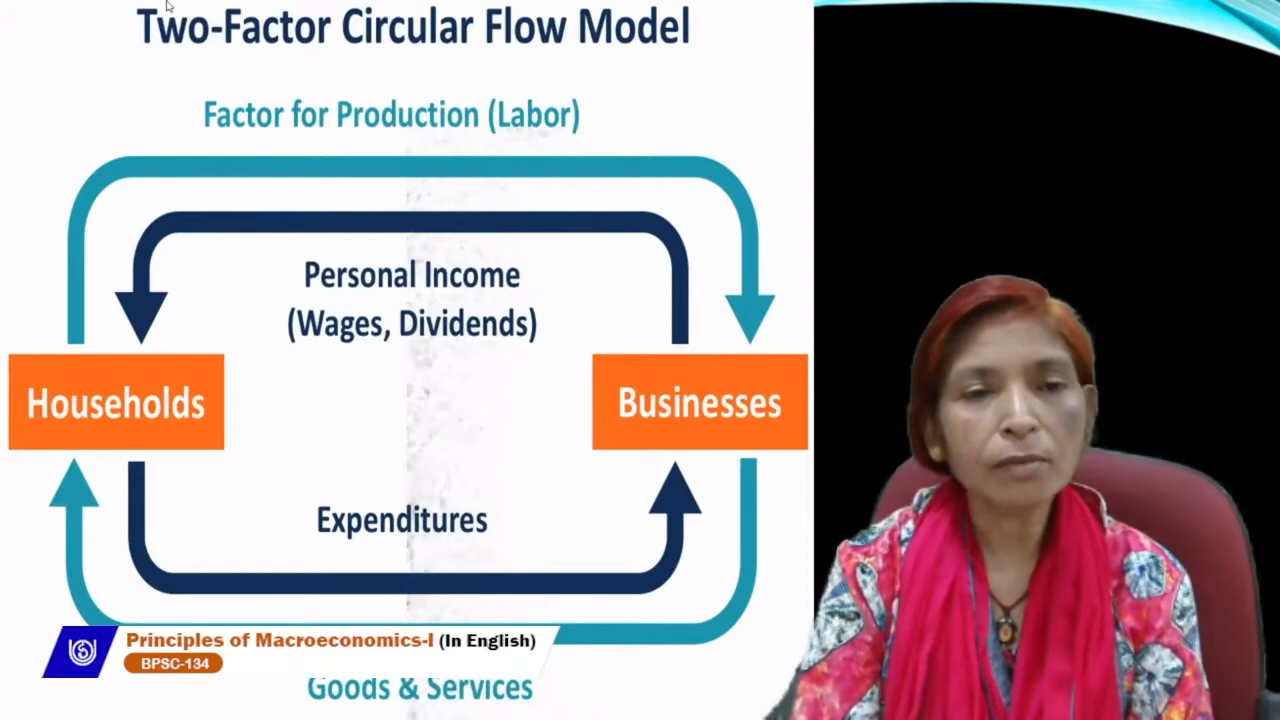 Two-Factor Circular Flow Model
Factor for Production (Labor)
Personal Income
(Wages, Dividends)
Households
Businesses
Expenditures
Principles of Macroeconomics-I (In English)
BPSC-134
Goods & Services